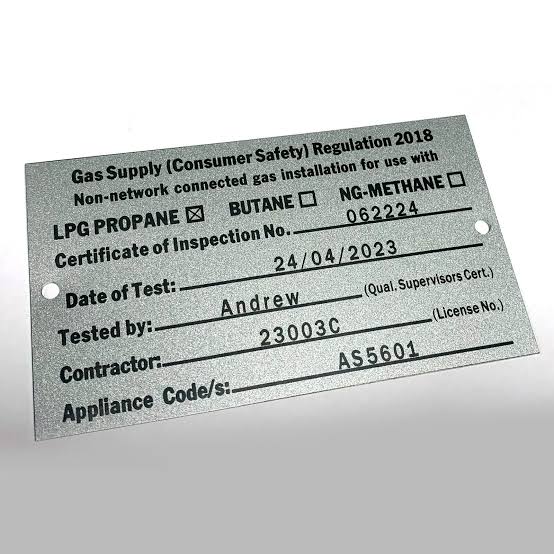 Gas Supply (Consumer Safety) Regulation 2018
Non-network connected gas installation for use with
LPG PROPANE ☒ BUTANE ☐ NG-METHANE ☐
Certificate of Inspection No. 062224
Date of Test: 24/04/2023
Tested by: Andrew (Qual. Supervisors Cert.)
Contractor: 23003C (License No.)
Appliance Code/s: AS5601